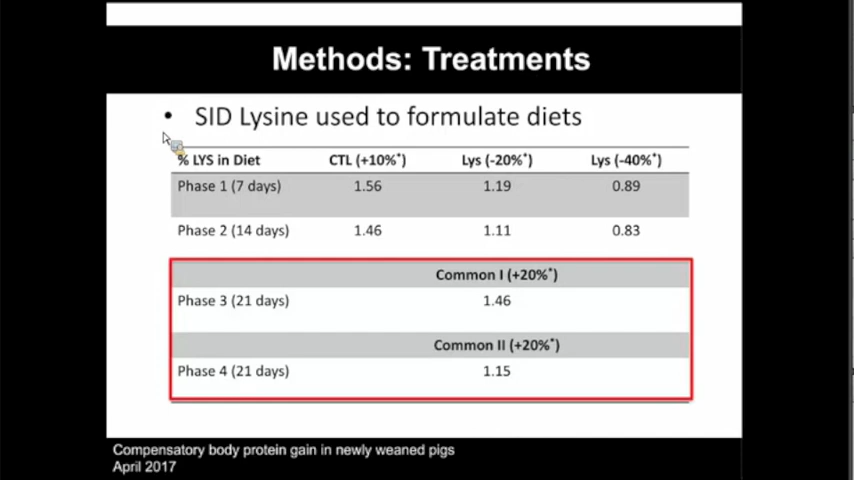 Methods: Treatments
• SID Lysine used to formulate diets
% LYS in Diet CTL (+10%*) Lys (-20%*) Lys (-40%*)
Phase 1 (7 days) 1.56 1.19 0.89
Phase 2 (14 days) 1.46 1.11 0.83
Common I (+20%*)
Phase 3 (21 days) 1.46
Common II (+20%*)
Phase 4 (21 days) 1.15
Compensatory body protein gain in newly weaned pigs
April 2017